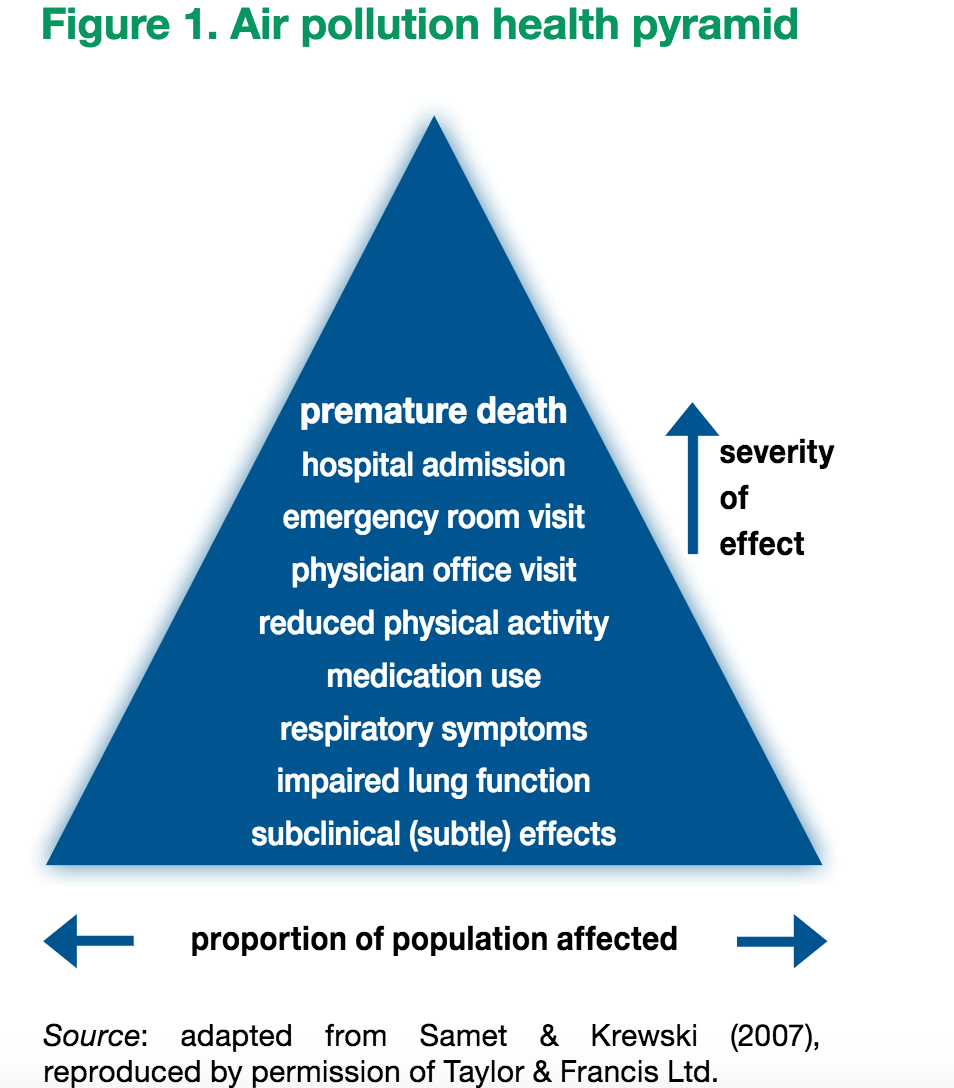 Figure 1. Air pollution health pyramid
premature death
hospital admission
emergency room visit
physician office visit
reduced physical activity
medication use
respiratory symptoms
impaired lung function
subclinical (subtle) effects
severity
of
effect
proportion of population affected
Source: adapted from Samet & Krewski (2007),
reproduced by permission of Taylor & Francis Ltd.